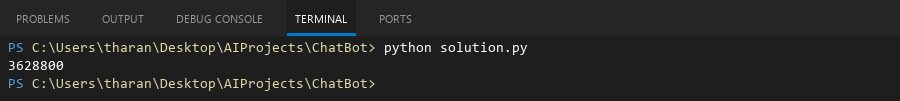 PROBLEMS OUTPUT DEBUG CONSOLE TERMINAL PORTS
PS C:\Users\tharan\Desktop\AIProjects\ChatBot> python solution.py
3628800
PS C:\Users\tharan\Desktop\AIProjects\ChatBot>